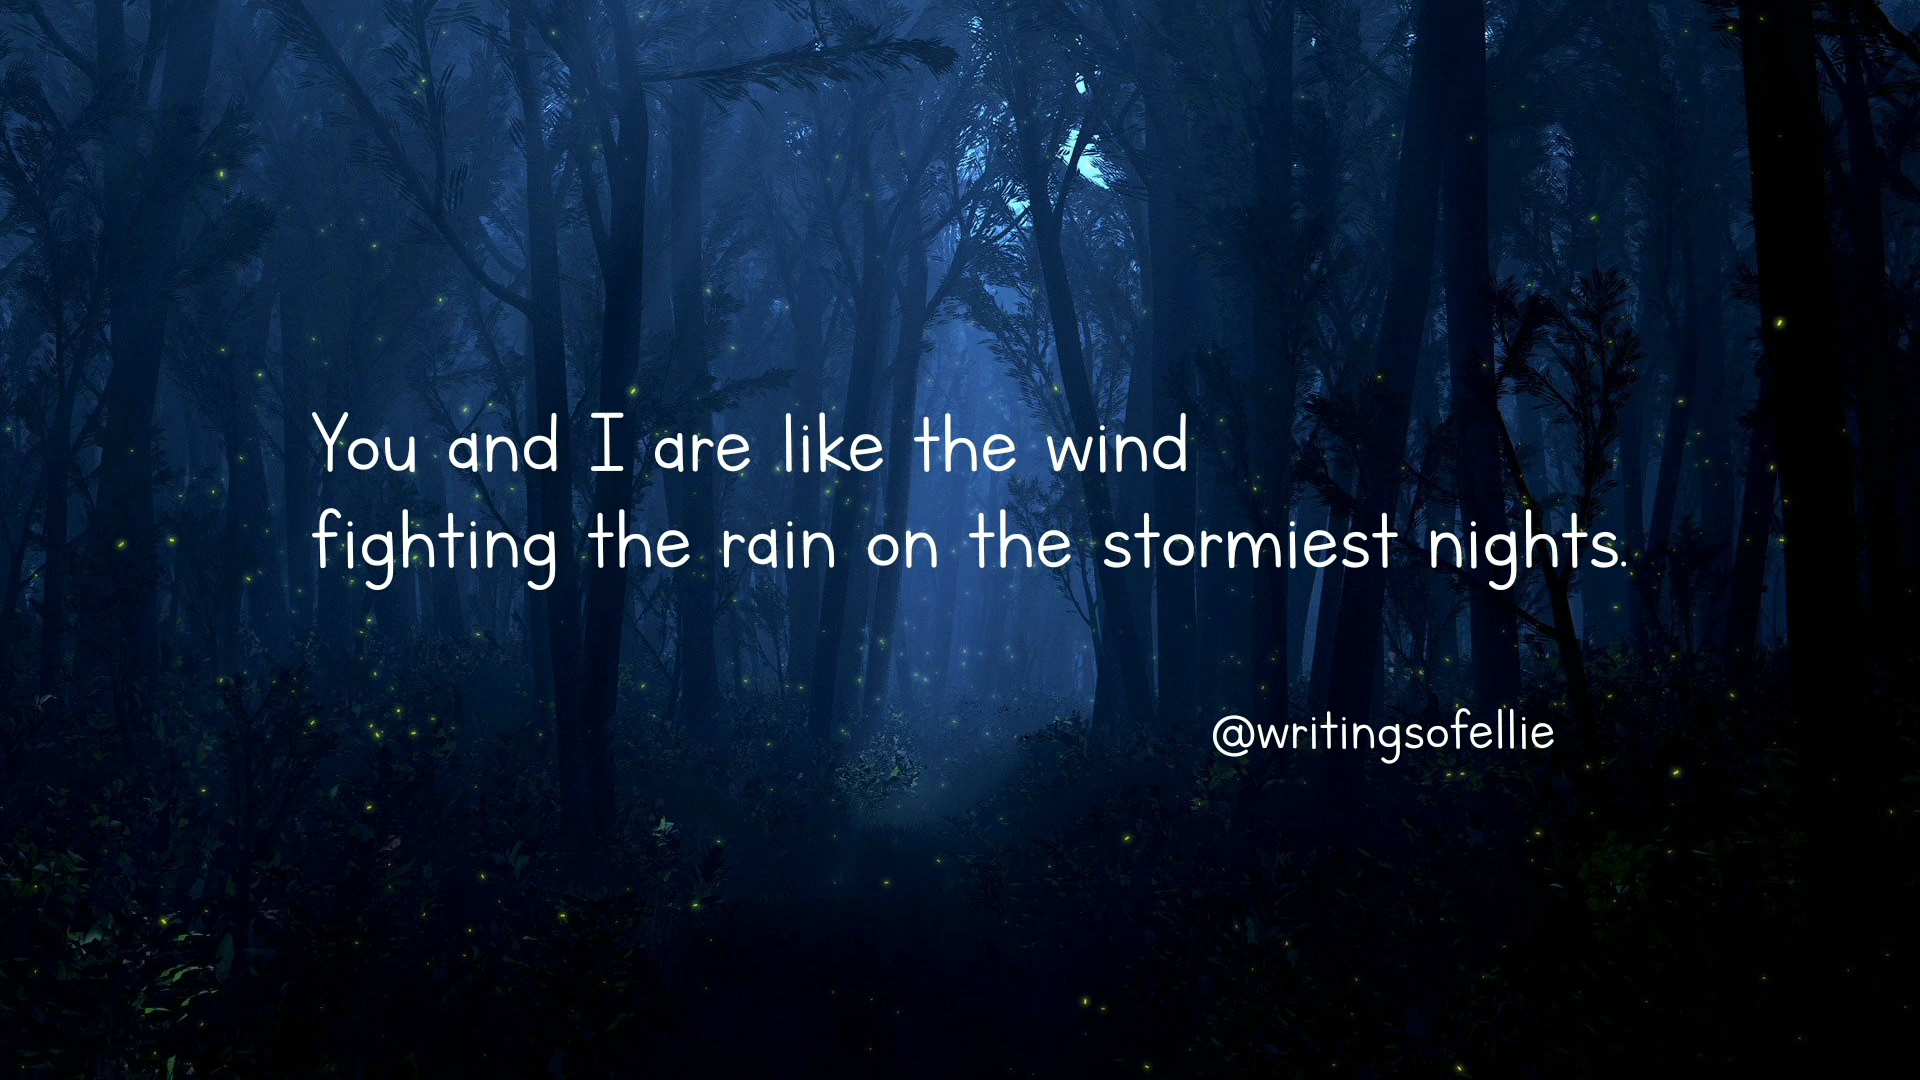 You and I are like the wind
fighting the rain on the stormiest nights.
@writingsofellie